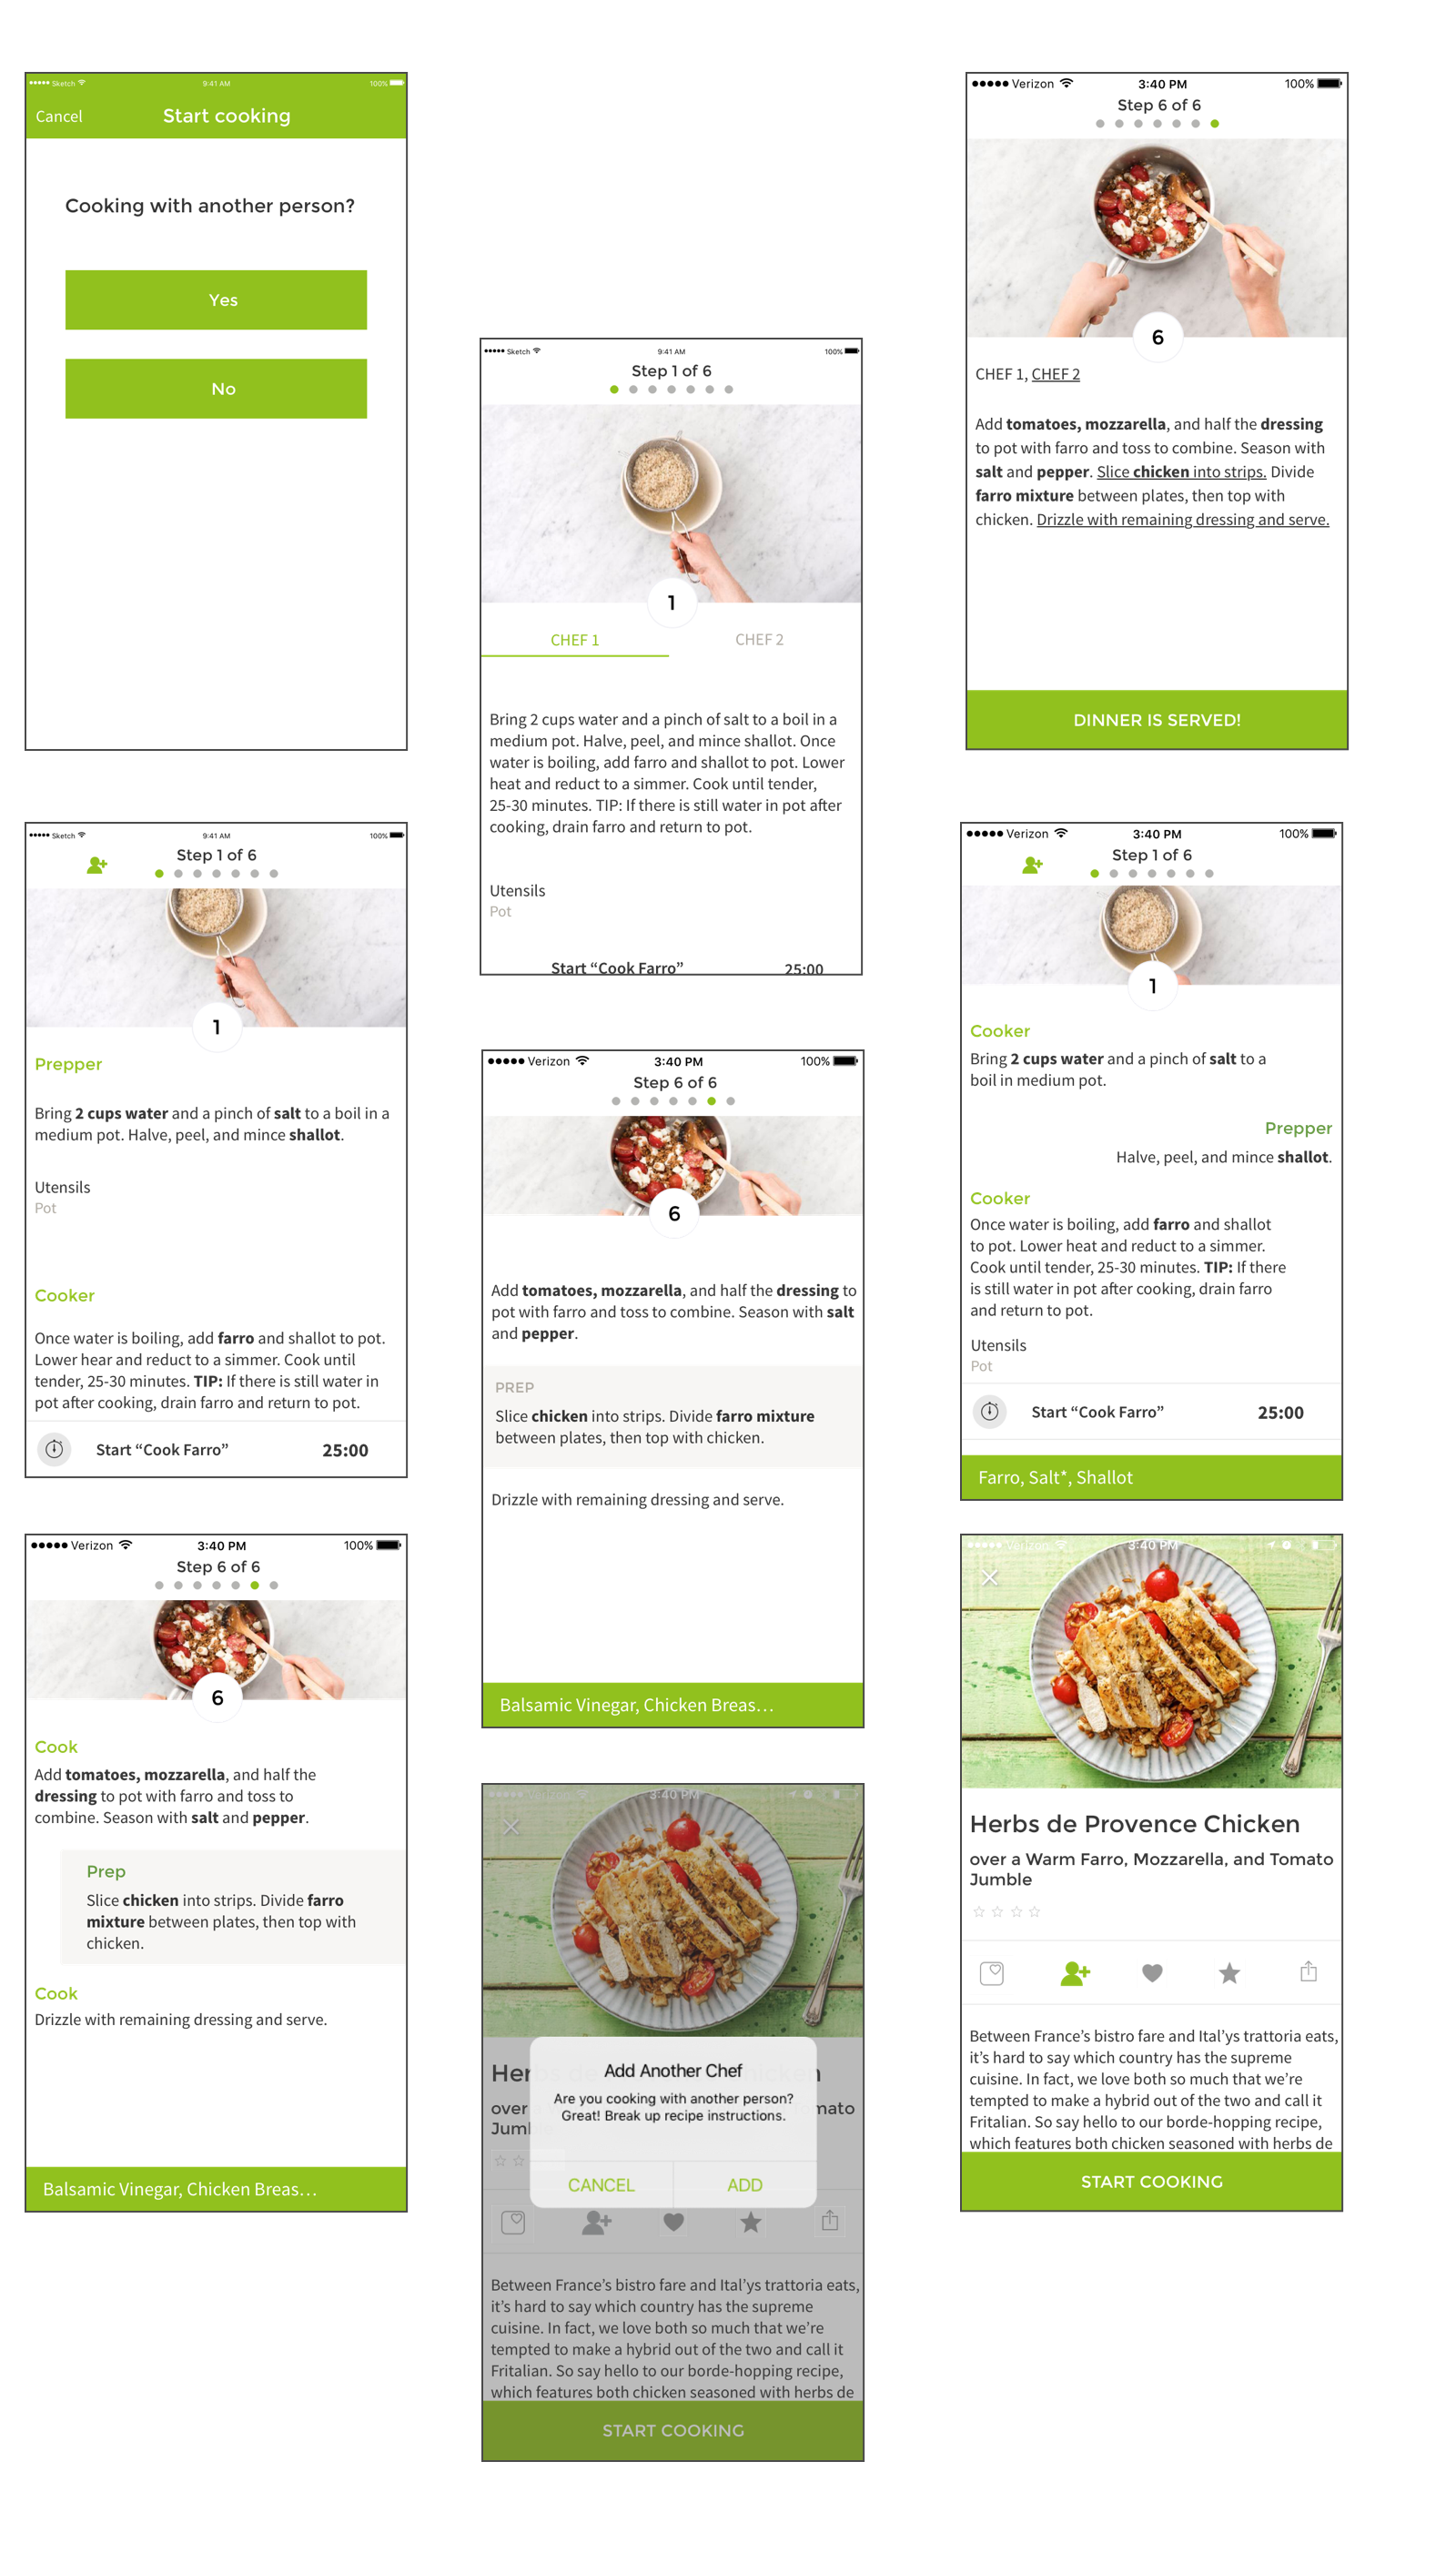 Sketch 9:41 AM 100%
Cancel Start cooking
Cooking with another person?
Yes
No
Sketch 9:41 AM 100%
Step 1 of 6
1
Prepper
Bring 2 cups water and a pinch of salt to a boil in a
medium pot. Halve, peel, and mince shallot.
Utensils
Pot
Cooker
Once water is boiling, add farro and shallot to pot.
Lower hear and reduct to a simmer. Cook until
tender, 25-30 minutes. TIP: If there is still water in
pot after cooking, drain farro and return to pot.
Start “Cook Farro” 25:00
Verizon 3:40 PM 100%
Step 6 of 6
6
Cook
Add tomatoes, mozzarella, and half the
dressing to pot with farro and toss to
combine. Season with salt and pepper.
Prep
Slice chicken into strips. Divide farro
mixture between plates, then top with
chicken.
Cook
Drizzle with remaining dressing and serve.
Balsamic Vinegar, Chicken Breas...
Sketch 9:41 AM 100%
Step 1 of 6
1
CHEF 1 CHEF 2
Bring 2 cups water and a pinch of salt to a boil in a
medium pot. Halve, peel, and mince shallot. Once
water is boiling, add farro and shallot to pot. Lower
heat and reduct to a simmer. Cook until tender,
25-30 minutes. TIP: If there is still water in pot after
cooking, drain farro and return to pot.
Utensils
Pot
Start “Cook Farro” 25:00
Verizon 3:40 PM 100%
Step 6 of 6
6
Add tomatoes, mozzarella, and half the dressing to
pot with farro and toss to combine. Season with salt
and pepper.
PREP
Slice chicken into strips. Divide farro mixture
between plates, then top with chicken.
Drizzle with remaining dressing and serve.
Balsamic Vinegar, Chicken Breas...
3:40 PM
Her de hicken
over mato
Juml
Add Another Chef
Are you cooking with another person?
Great! Break up recipe instructions.
CANCEL ADD
Between France’s bistro fare and Ital’ys trattoria eats,
it’s hard to say which country has the supreme
cuisine. In fact, we love both so much that we’re
tempted to make a hybrid out of the two and call it
Fritalian. So say hello to our borde-hopping recipe,
which features both chicken seasoned with herbs de
START COOKING
Verizon 3:40 PM 100%
Step 6 of 6
6
CHEF 1, CHEF 2
Add tomatoes, mozzarella, and half the dressing
to pot with farro and toss to combine. Season with
salt and pepper. Slice chicken into strips. Divide
farro mixture between plates, then top with
chicken. Drizzle with remaining dressing and serve.
DINNER IS SERVED!
Verizon 3:40 PM 100%
Step 1 of 6
1
Cooker
Bring 2 cups water and a pinch of salt to a
boil in medium pot.
Prepper
Halve, peel, and mince shallot.
Cooker
Once water is boiling, add farro and shallot
to pot. Lower heat and reduct to a simmer.
Cook until tender, 25-30 minutes. TIP: If there
is still water in pot after cooking, drain farro
and return to pot.
Utensils
Pot
Start “Cook Farro” 25:00
Farro, Salt*, Shallot
Verizon 3:40 PM
Herbs de Provence Chicken
over a Warm Farro, Mozzarella, and Tomato
Jumble
Between France’s bistro fare and Ital’ys trattoria eats,
it’s hard to say which country has the supreme
cuisine. In fact, we love both so much that we’re
tempted to make a hybrid out of the two and call it
Fritalian. So say hello to our borde-hopping recipe,
which features both chicken seasoned with herbs de
START COOKING